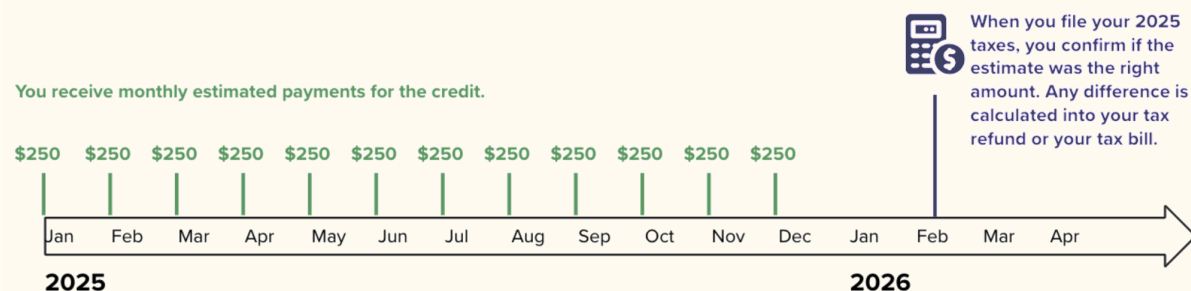 When you file your 2025
taxes, you confirm if the
estimate was the right
amount. Any difference is
calculated into your tax
refund or your tax bill.
You receive monthly estimated payments for the credit.
$250 $250 $250 $250 $250 $250 $250 $250 $250 $250 $250 $250
Jan Feb Mar Apr May Jun Jul Aug Sep Oct Nov Dec Jan Feb Mar Apr
2025 2026